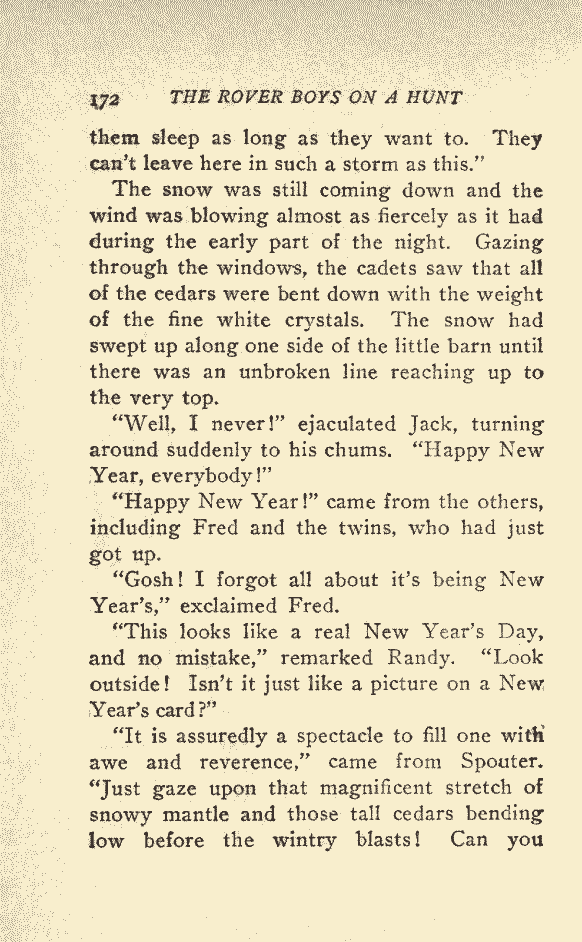 172 THE ROVER BOYS ON A HUNT
them sleep as long as they want to. They
can't leave here in such a storm as this."
The snow was still coming down and the
wind was blowing almost as fiercely as it had
during the early part of the night. Gazing
through the windows, the cadets saw that all
of the cedars were bent down with the weight
of the fine white crystals. The snow had
swept up along one side of the little barn until
there was an unbroken line reaching up to
the very top.
"Well, I never!" ejaculated Jack, turning
around suddenly to his chums. "Happy New
Year, everybody!"
"Happy New Year!" came from the others,
including Fred and the twins, who had just
got up.
"Gosh! I forgot all about it's being New
Year's," exclaimed Fred.
"This looks like a real New Year's Day,
and no mistake," remarked Randy. "Look
outside! Isn't it just like a picture on a New
Year's card?"
"It is assuredly a spectacle to fill one with
awe and reverence," came from Spouter.
"Just gaze upon that magnificent stretch of
snowy mantle and those tall cedars bending
low before the wintry blasts! Can you